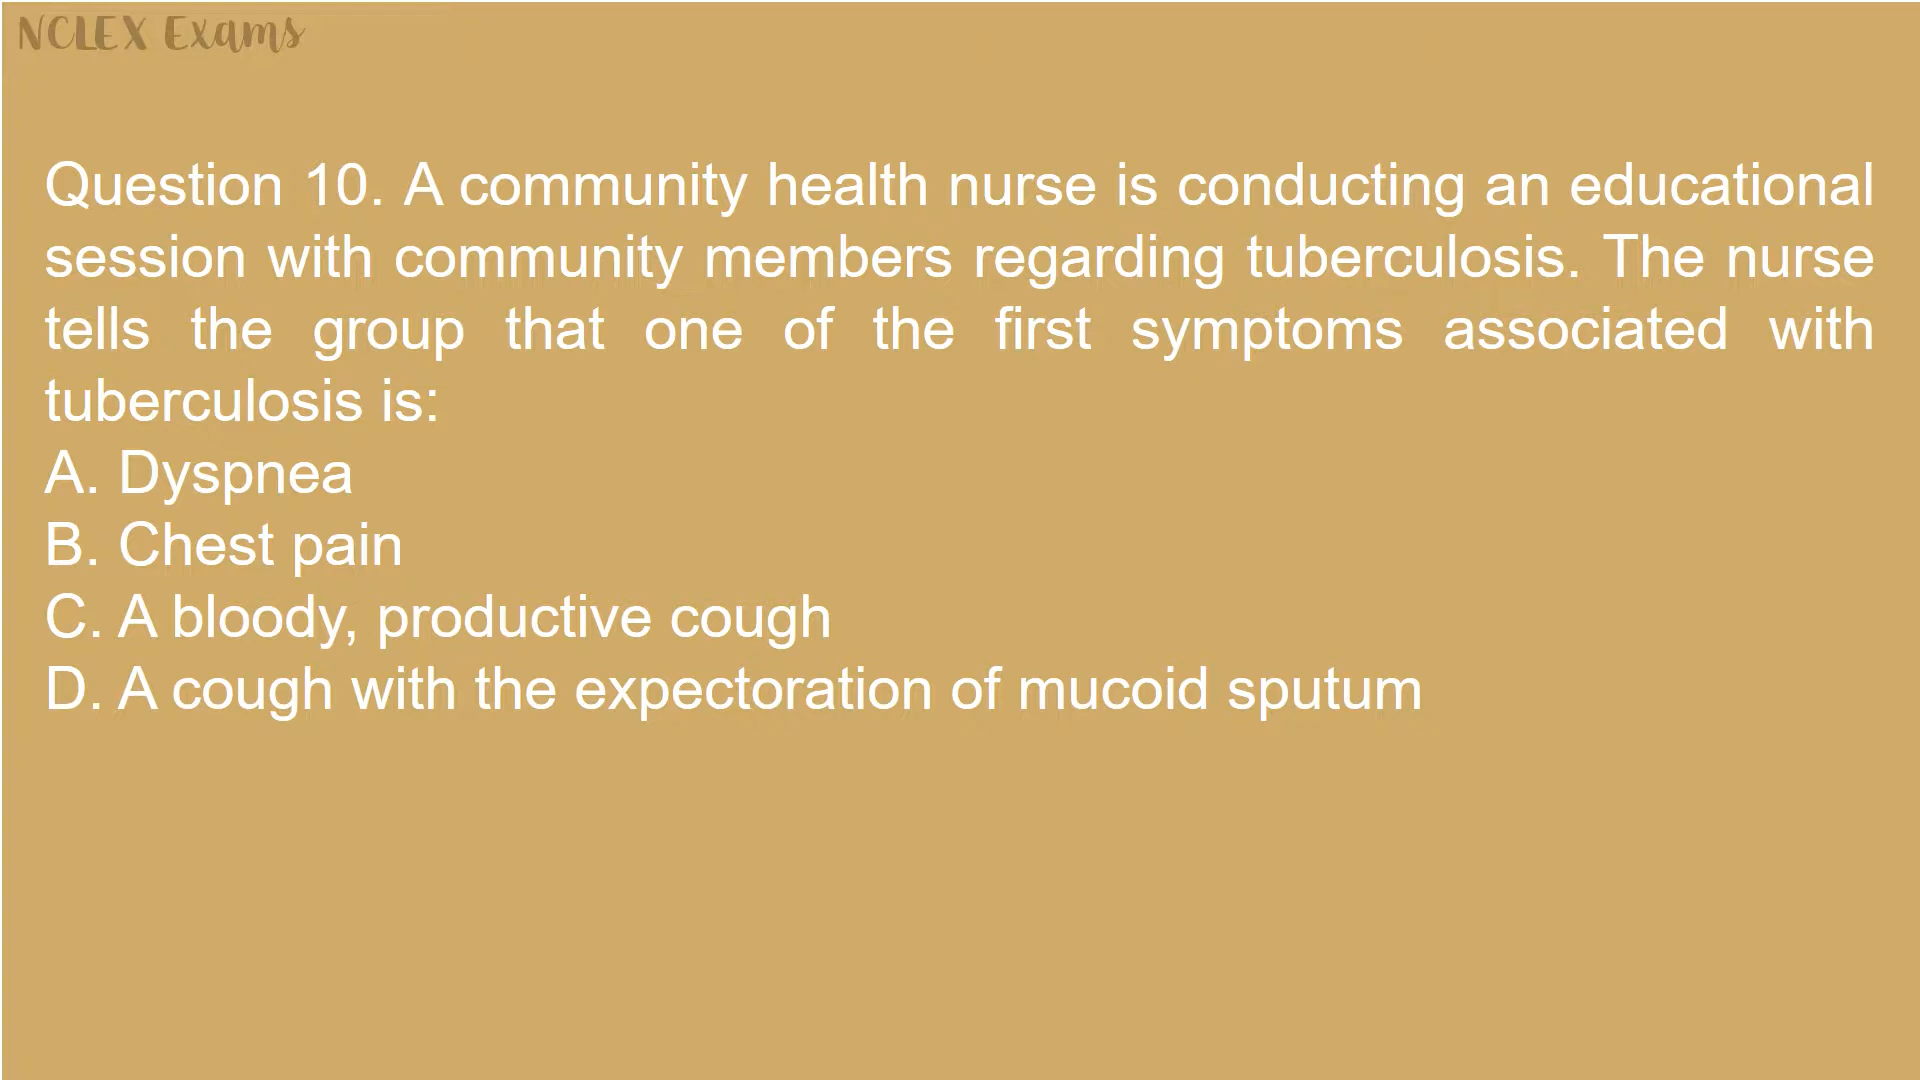 NCLEX Exams
Question 10. A community health nurse is conducting an educational
session with community members regarding tuberculosis. The nurse
tells the group that one of the first symptoms associated with
tuberculosis is:
A. Dyspnea
B. Chest pain
C. A bloody, productive cough
D. A cough with the expectoration of mucoid sputum